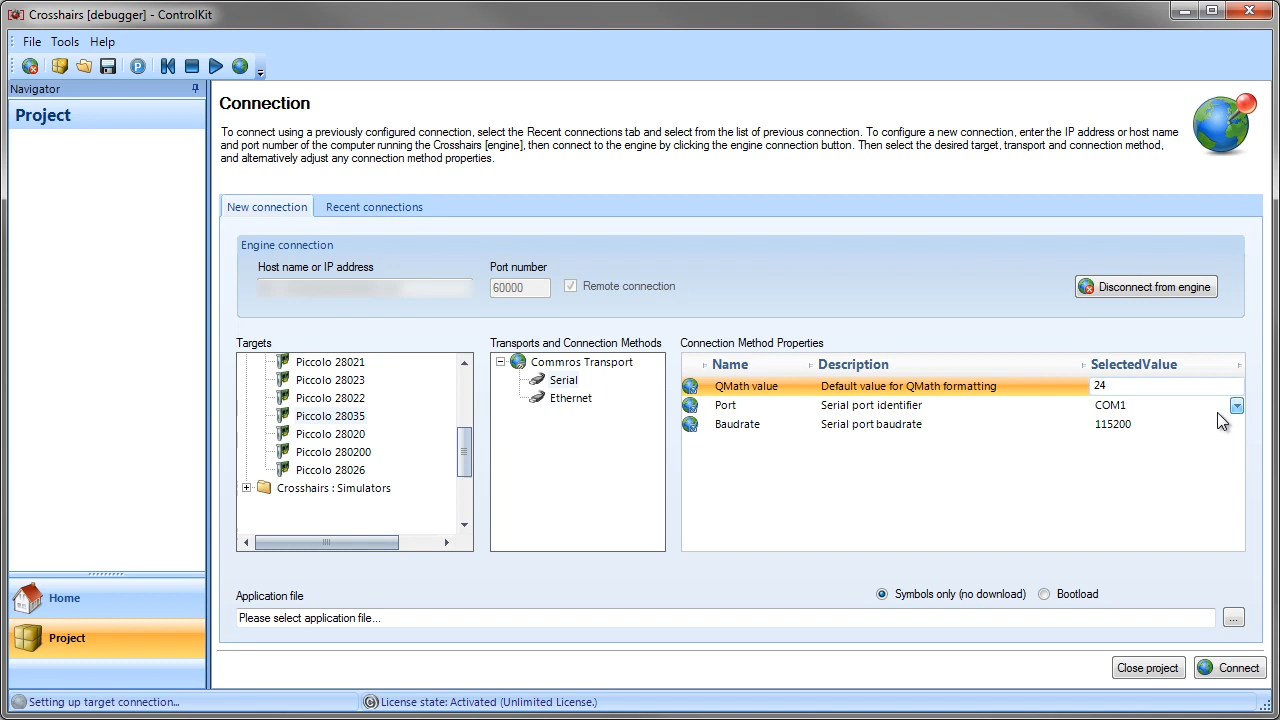 Crosshairs [debugger] - ControlKit
File Tools Help
Navigator
Project
Connection
To connect using a previously configured connection, select the Recent connections tab and select from the list of previous connection. To configure a new connection, enter the IP address or host name
and port number of the computer running the Crosshairs [engine], then connect to the engine by clicking the engine connection button. Then select the desired target, transport and connection method,
and alternatively adjust any connection method properties.
New connection Recent connections
Engine connection
Host name or IP address Port number
60000 Remote connection
Disconnect from engine
Targets Transports and Connection Methods Connection Method Properties
Piccolo 28021
Piccolo 28023
Piccolo 28022
Piccolo 28035
Piccolo 28020
Piccolo 280200
Piccolo 28026
Crosshairs : Simulators
Commros Transport
Serial
Ethernet
Name Description SelectedValue
QMath value Default value for QMath formatting 24
Port Serial port identifier COM1
Baudrate Serial port baudrate 115200
Home
Project
Application file Symbols only (no download) Bootload
Please select application file... ...
Close project Connect
Setting up target connection... License state: Activated (Unlimited License.)